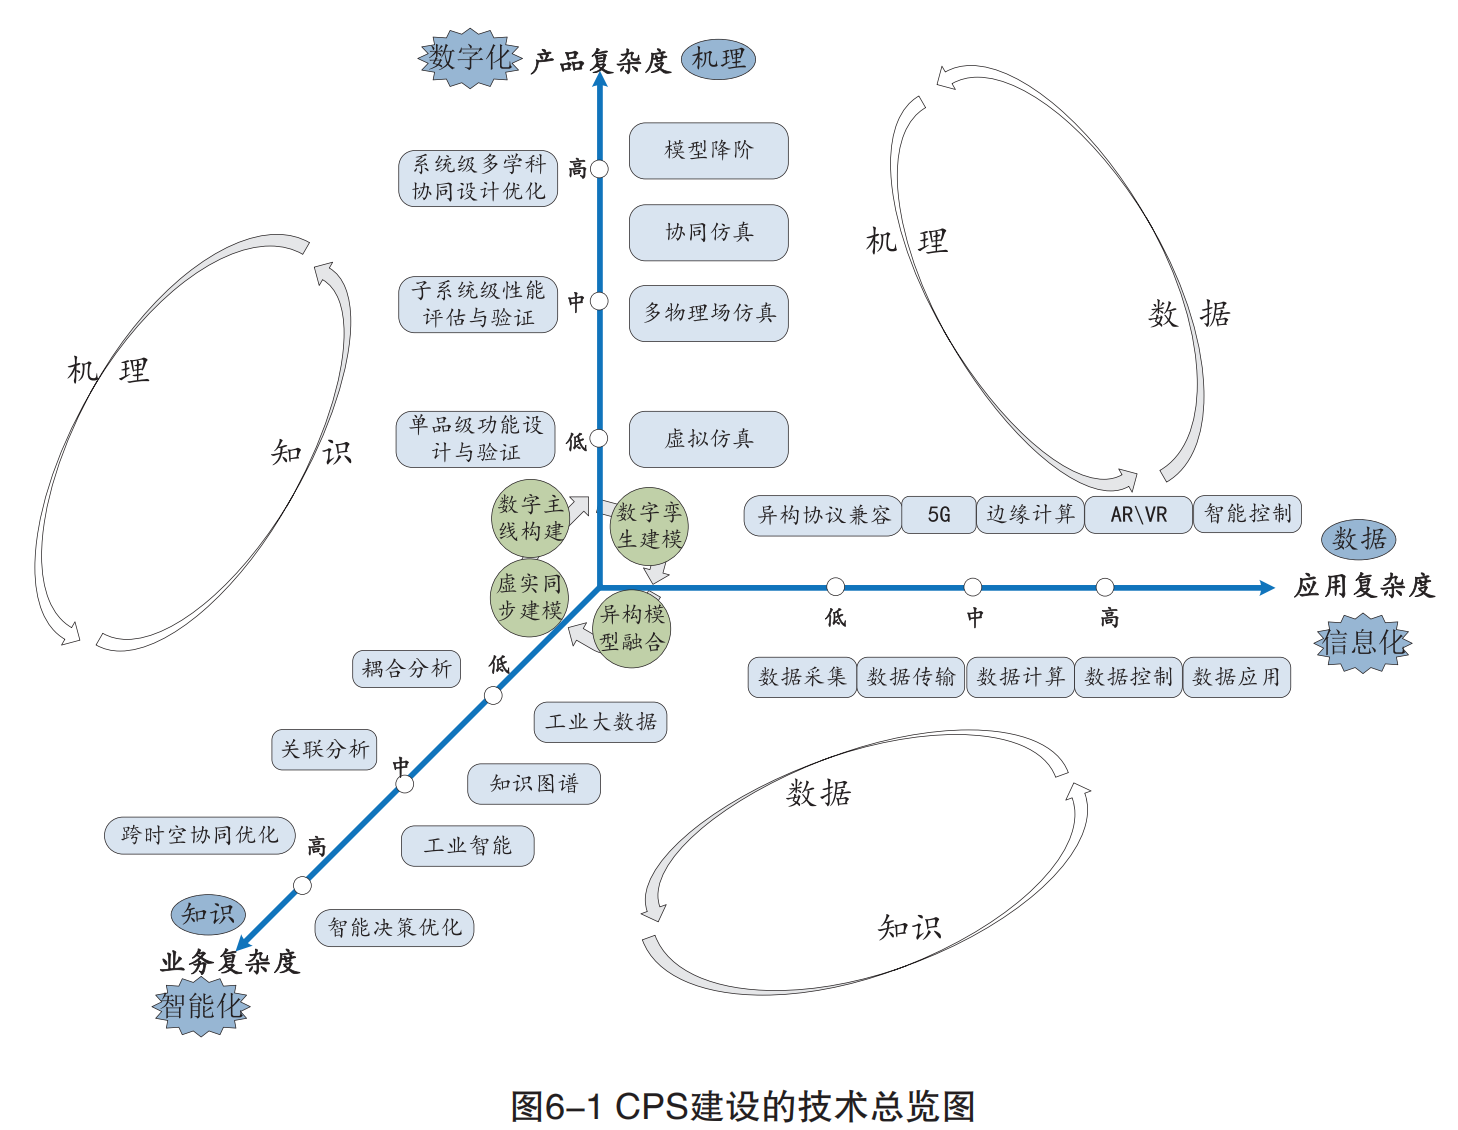 数字化
产品复杂度
机理
系统级多学科
协同设计优化
高
模型降阶
协同仿真
子系统级性能
评估与验证
中
多物理场仿真
单品级功能设
计与验证
低
虚拟仿真
机 理
知 识
机 理
数 据
数字主
线构建
数字孪
生建模
虚实同
步建模
异构模
型融合
异构协议兼容
5G
边缘计算
AR\VR
智能控制
数据
应用复杂度
信息化
低
中
高
数据采集
数据传输
数据计算
数据控制
数据应用
耦合分析
低
工业大数据
关联分析
中
知识图谱
跨时空协同优化
高
工业智能
知识
智能决策优化
业务复杂度
智能化
数据
知识
图6-1 CPS建设的技术总览图